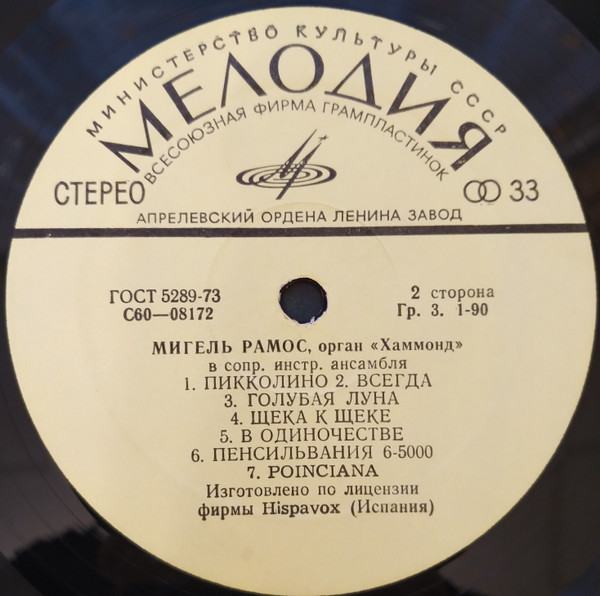 МИНИСТЕРСТВО КУЛЬТУРЫ СССР
МЕЛОДИЯ
ВСЕСОЮЗНАЯ ФИРМА ГРАМПЛАСТИНОК
СТЕРЕО
33
АПРЕЛЕВСКИЙ ОРДЕНА ЛЕНИНА ЗАВОД
ГОСТ 5289-73
С60—08172
2 сторона
Гр. 3. 1-90
МИГЕЛЬ РАМОС, орган «Хаммонд»
в сопр. инстр. ансамбля
1. ПИККОЛИНО 2. ВСЕГДА
3. ГОЛУБАЯ ЛУНА
4. ЩЕКА К ЩЕКЕ
5. В ОДИНОЧЕСТВЕ
6. ПЕНСИЛЬВАНИЯ 6-5000
7. POINCIANA
Изготовлено по лицензии
фирмы Hispavox (Испания)